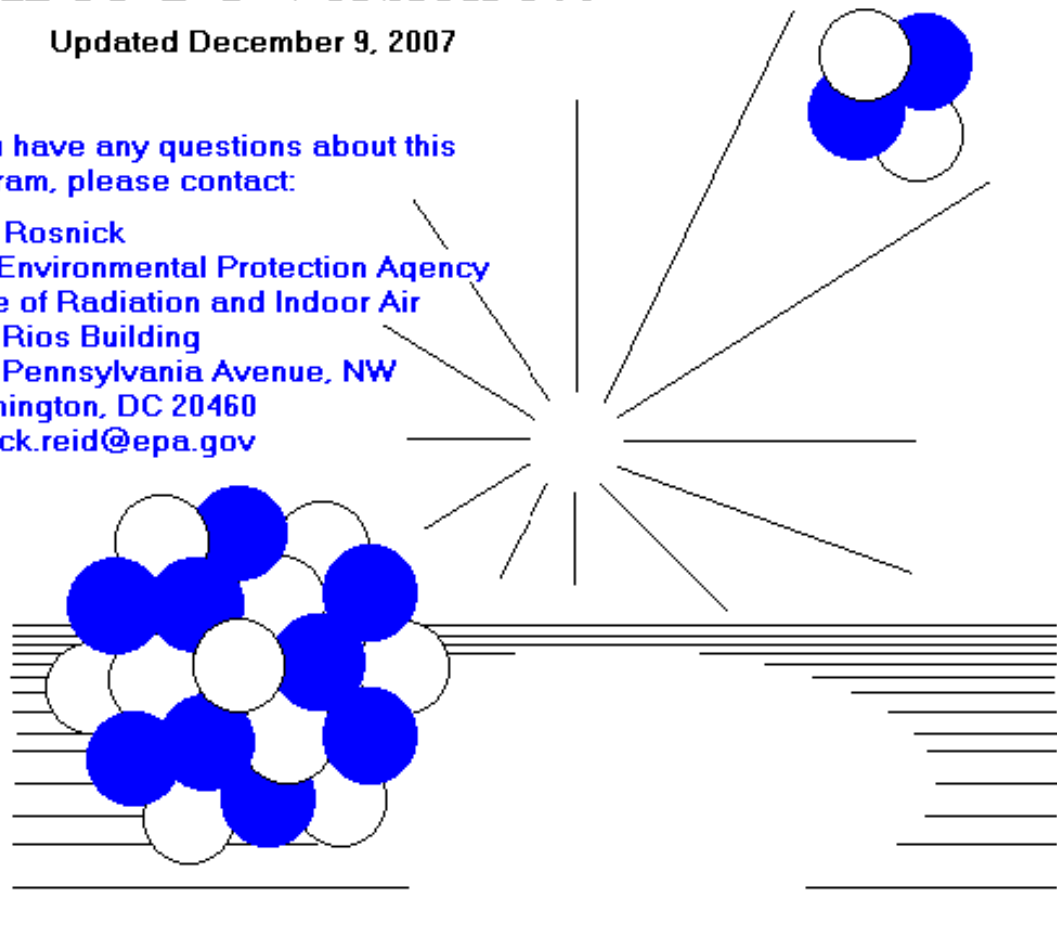 Updated December 9, 2007
have any questions about this
ram, please contact:
Rosnick
Environmental Protection Agency
e of Radiation and Indoor Air
Rios Building
Pennsylvania Avenue, NW
nington, DC 20460
ck.reid@epa.gov